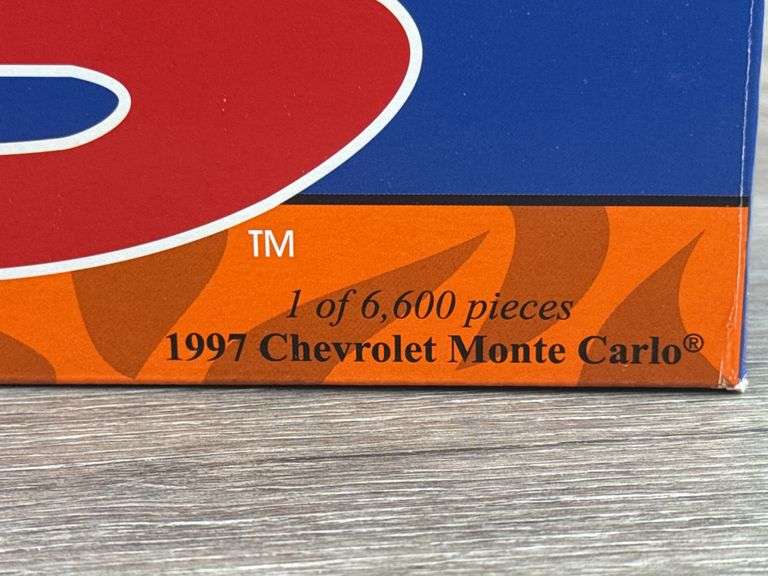 TM
1 of 6,600 pieces
1997 Chevrolet Monte Carlo®